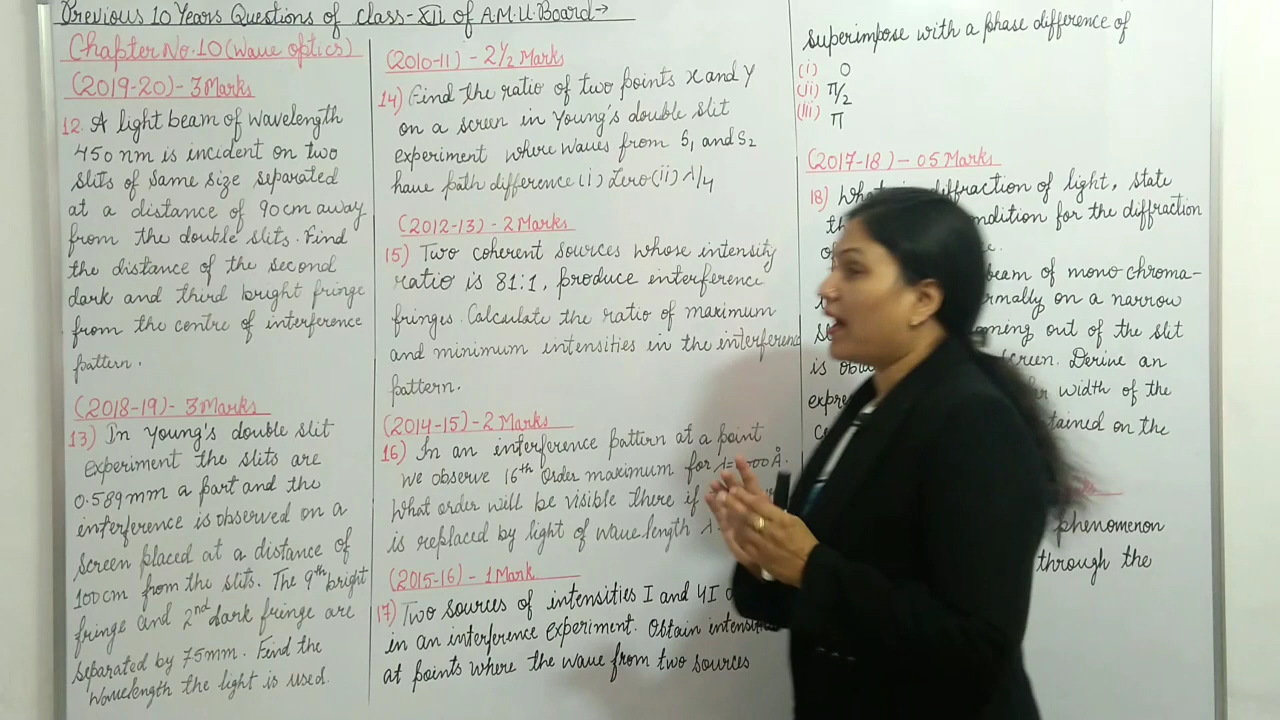 Previous 10 Years Questions of class-XII of A.M.U. Board→
Chapter No.10 (Wave optics)
(2019-20) - 3 Marks
12. A light beam of wavelength
450 nm is incident on two
slits of same size separated
at a distance of 90 cm away
from the double slits. Find
the distance of the second
dark and third bright fringe
from the centre of interference
pattern.
(2018-19) - 3 Marks
13) In Young's double slit
experiment the slits are
0.589mm a part and the
interference is observed on a
screen placed at a distance of
100cm from the slits. The 9th bright
fringe and 2nd dark fringe are
separated by 75mm. Find the
wavelength the light is used.
(2010-11) - 2½ Marks
14) Find the ratio of two points X and Y
on a screen in Young's double slit
experiment where waves from S1 and S2
have path difference (i) Zero (ii) λ/4
(2012-13) - 2 Marks
15) Two coherent sources whose intensity
ratio is 81:1, produce interference
fringes. Calculate the ratio of maximum
and minimum intensities in the interferenc
pattern.
(2014-15) - 2 Marks
16) In an interference pattern at a point
we observe 16th order maximum for λ= 000 Å.
What order will be visible there if
is replaced by light of wave length λ
(2015-16) - 1 Mark
17) Two sources of intensities I and 4I
in an interference experiment. Obtain
at points where the wave from two sources
superimpose with a phase difference of
(i) 0
(ii) π/2
(iii) π
(2017-18) - 05 Marks
18) diffraction of light, state
condition for the diffraction
beam of mono chroma-
on a narrow
out of the slit
is screen. Derive an
width of the
on the
phenomenon
through the